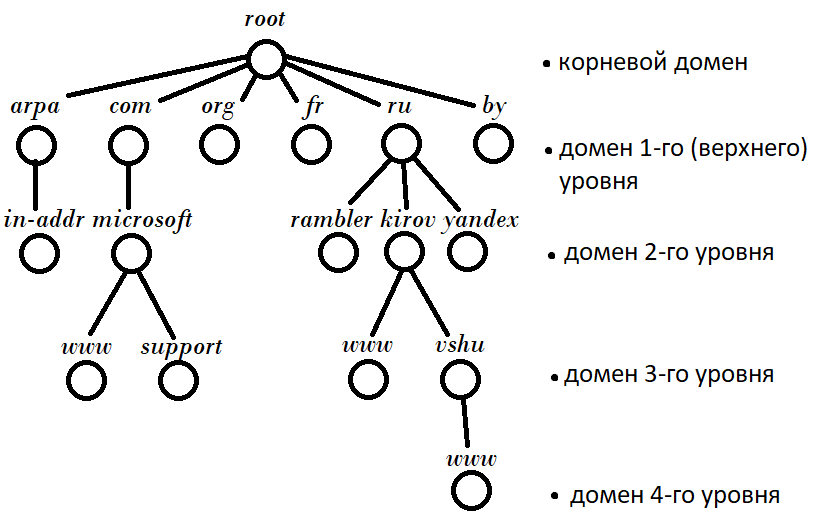 root
• корневой домен
arpa com org fr ru by
• домен 1-го (верхнего)
уровня
in-addr microsoft rambler kirov yandex
• домен 2-го уровня
www support www vshu
• домен 3-го уровня
www
• домен 4-го уровня